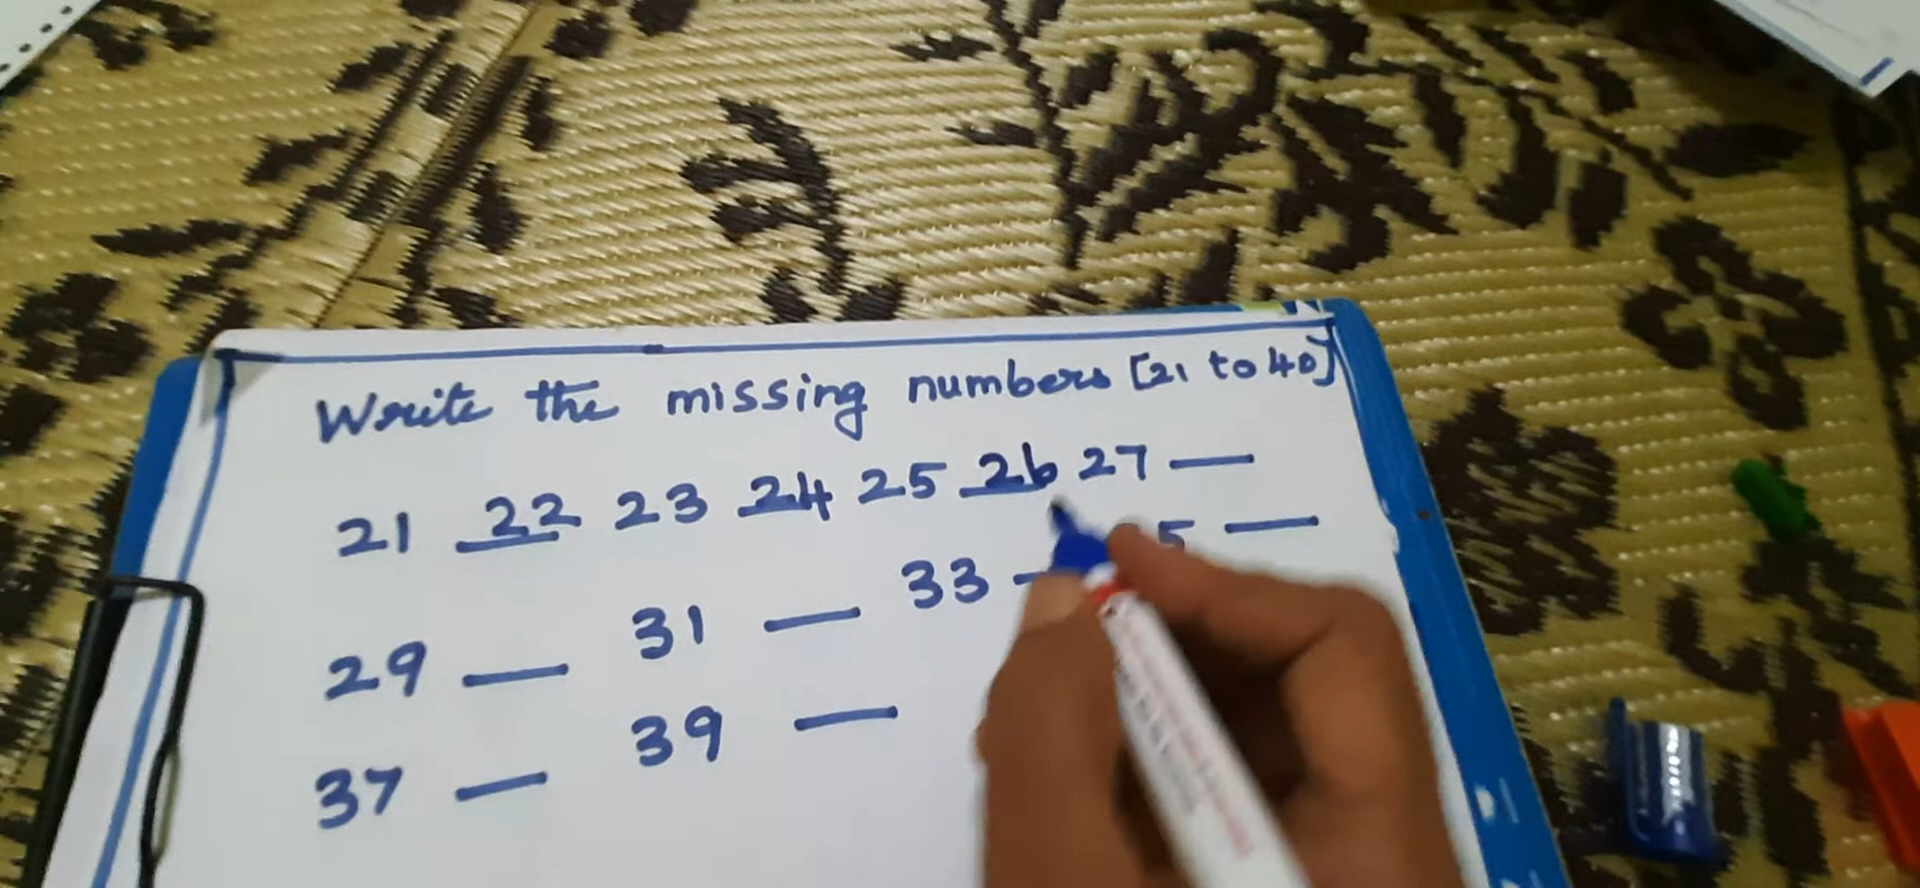 Write the missing numbers [21 to 40]
21 22 23 24 25 26 27 —
29 — 31 — 33 — 5 —
37 — 39 —